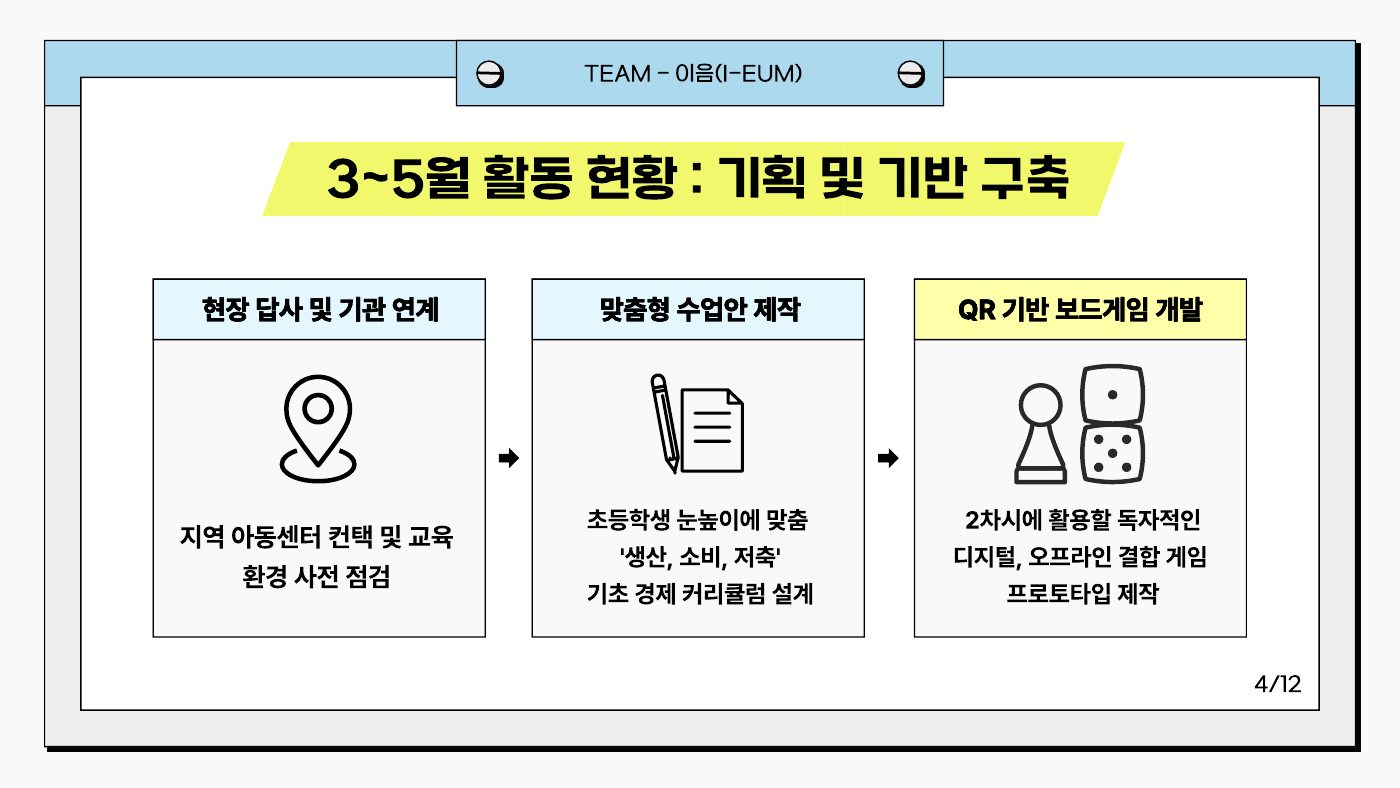 TEAM - 이음(I-EUM)
3~5월 활동 현황 : 기획 및 기반 구축
현장 답사 및 기관 연계
지역 아동센터 컨택 및 교육
환경 사전 점검
맞춤형 수업안 제작
초등학생 눈높이에 맞춤
'생산, 소비, 저축'
기초 경제 커리큘럼 설계
QR 기반 보드게임 개발
2차시에 활용할 독자적인
디지털, 오프라인 결합 게임
프로토타입 제작
4/12